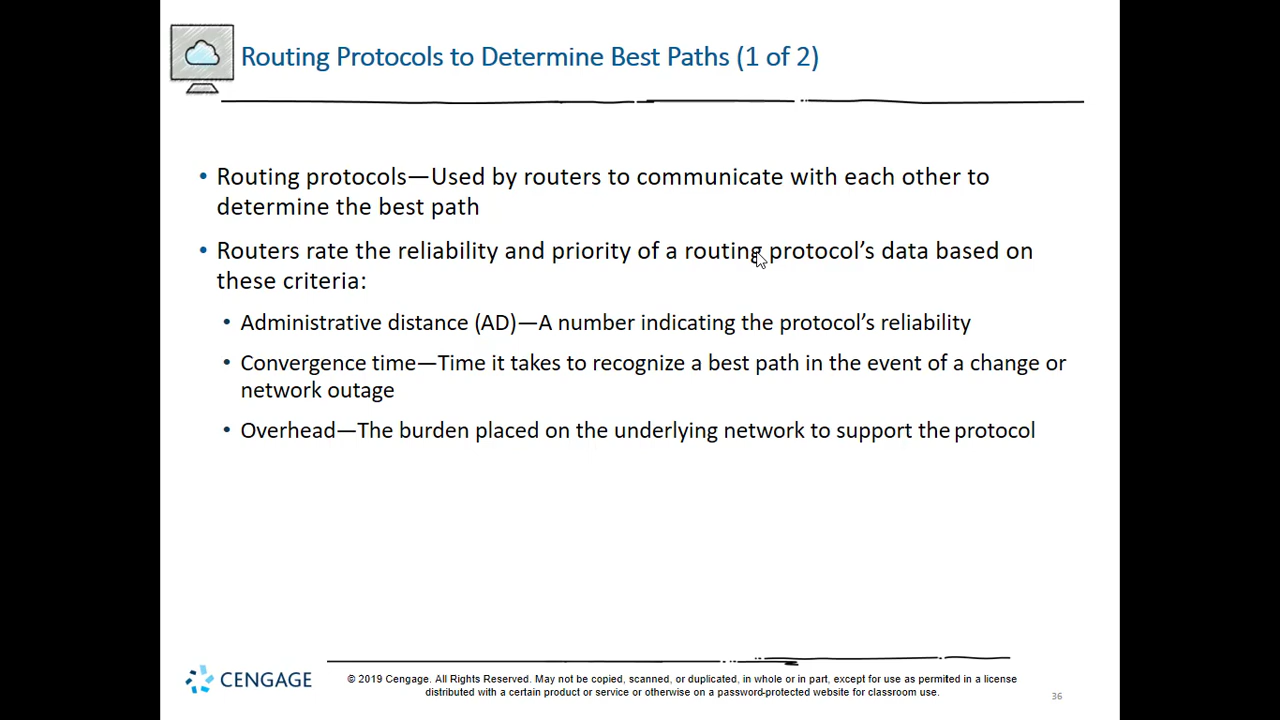 Routing Protocols to Determine Best Paths (1 of 2)
• Routing protocols—Used by routers to communicate with each other to
determine the best path
• Routers rate the reliability and priority of a routing protocol’s data based on
these criteria:
• Administrative distance (AD)—A number indicating the protocol’s reliability
• Convergence time—Time it takes to recognize a best path in the event of a change or
network outage
• Overhead—The burden placed on the underlying network to support the protocol
CENGAGE
© 2019 Cengage. All Rights Reserved. May not be copied, scanned, or duplicated, in whole or in part, except for use as permitted in a license
distributed with a certain product or service or otherwise on a password-protected website for classroom use.
36